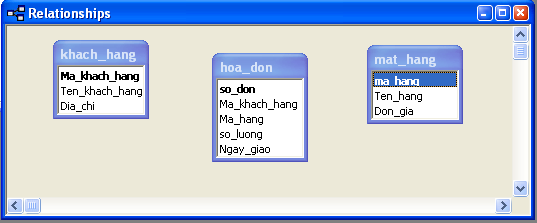 Relationships
khach_hang
Ma_khach_hang
Ten_khach_hang
Dia_chi
hoa_don
so_don
Ma_khach_hang
Ma_hang
so_luong
Ngay_giao
mat_hang
ma_hang
Ten_hang
Don_gia